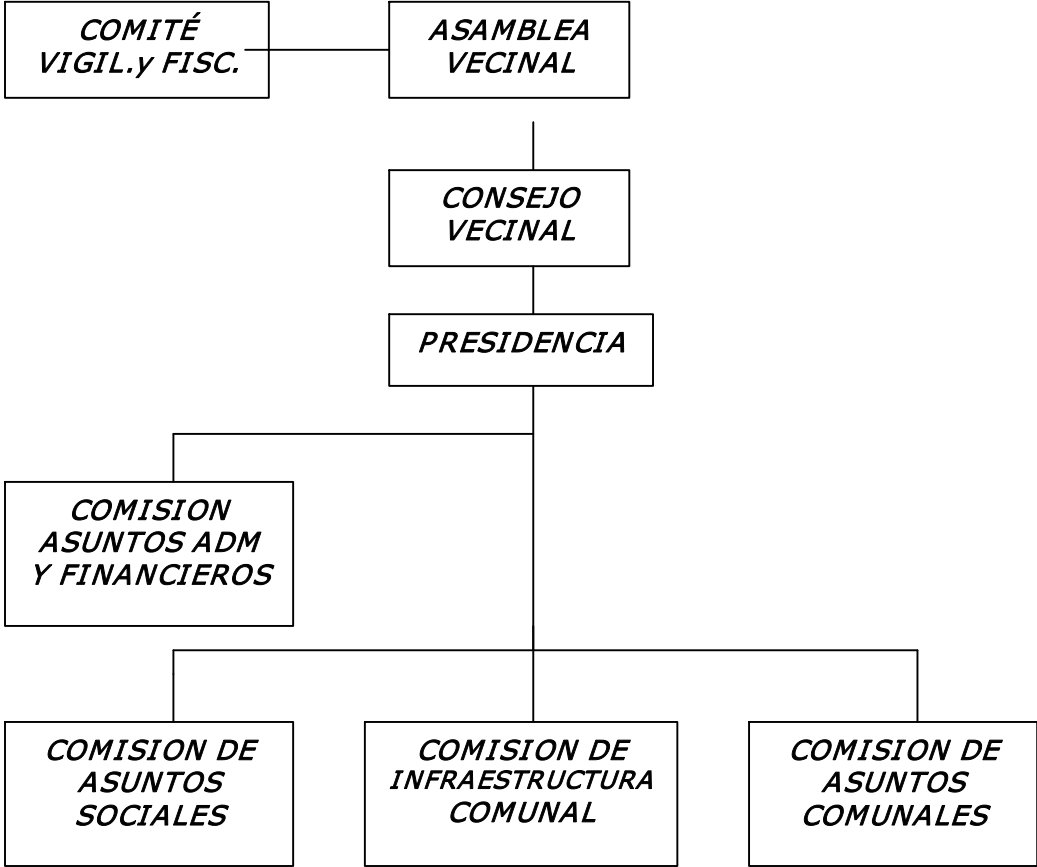 COMITÉ
VIGIL.y FISC.
ASAMBLEA
VECINAL
CONSEJO
VECINAL
PRESIDENCIA
COMISION
ASUNTOS ADM
Y FINANCIEROS
COMISION DE
ASUNTOS
SOCIALES
COMISION DE
INFRAESTRUCTURA
COMUNAL
COMISION DE
ASUNTOS
COMUNALES